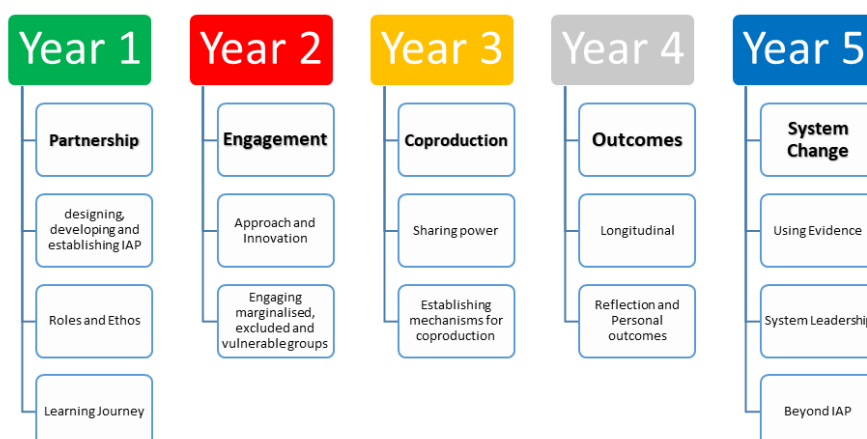 Year 1
Partnership
designing,
developing and
establishing IAP
Roles and Ethos
Learning Journey
Year 2
Engagement
Approach and
Innovation
Engaging
marginalised,
excluded and
vulnerable groups
Year 3
Coproduction
Sharing power
Establishing
mechanisms for
coproduction
Year 4
Outcomes
Longitudinal
Reflection and
Personal
outcomes
Year 5
System
Change
Using Evidence
System Leadership
Beyond IAP